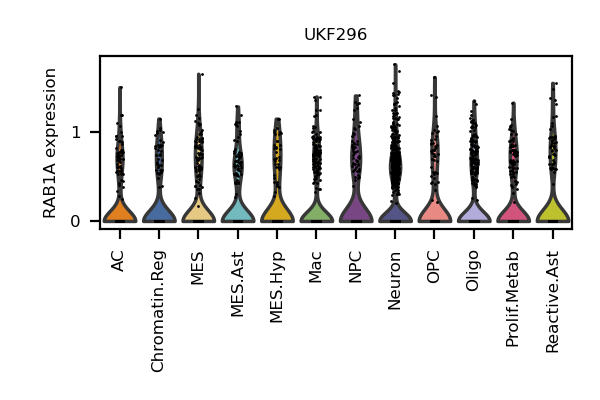 UKF296
RAB1A expression
1
0
AC
Chromatin.Reg
MES
MES.Ast
MES.Hyp
Mac
NPC
Neuron
OPC
Oligo
Prolif.Metab
Reactive.Ast